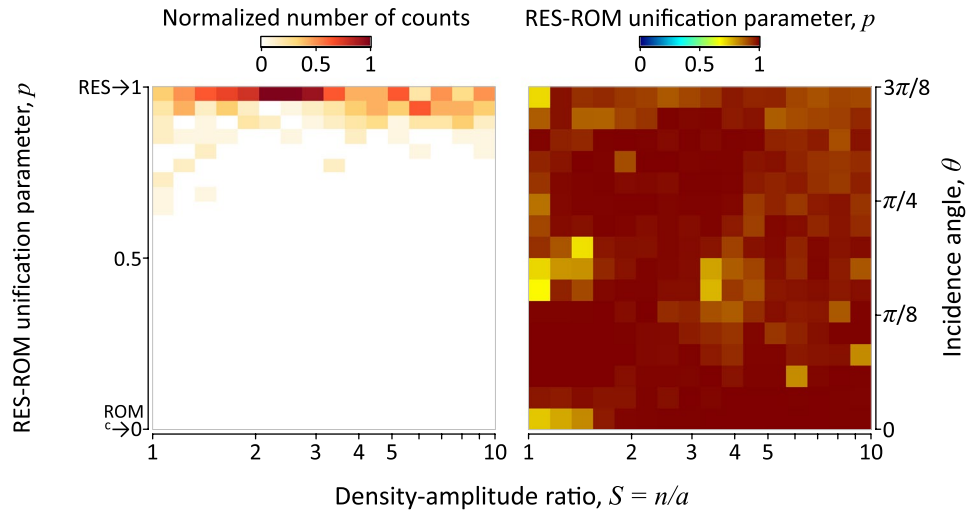 Normalized number of counts
0 0.5 1
RES-ROM unification parameter, p
0 0.5 1
RES-ROM unification parameter, p
RES→1
0.5
ROM
c→0
1 2 3 4 5 10
1 2 3 4 5 10
3π/8
π/4
π/8
0
Incidence angle, θ
Density-amplitude ratio, S = n/a